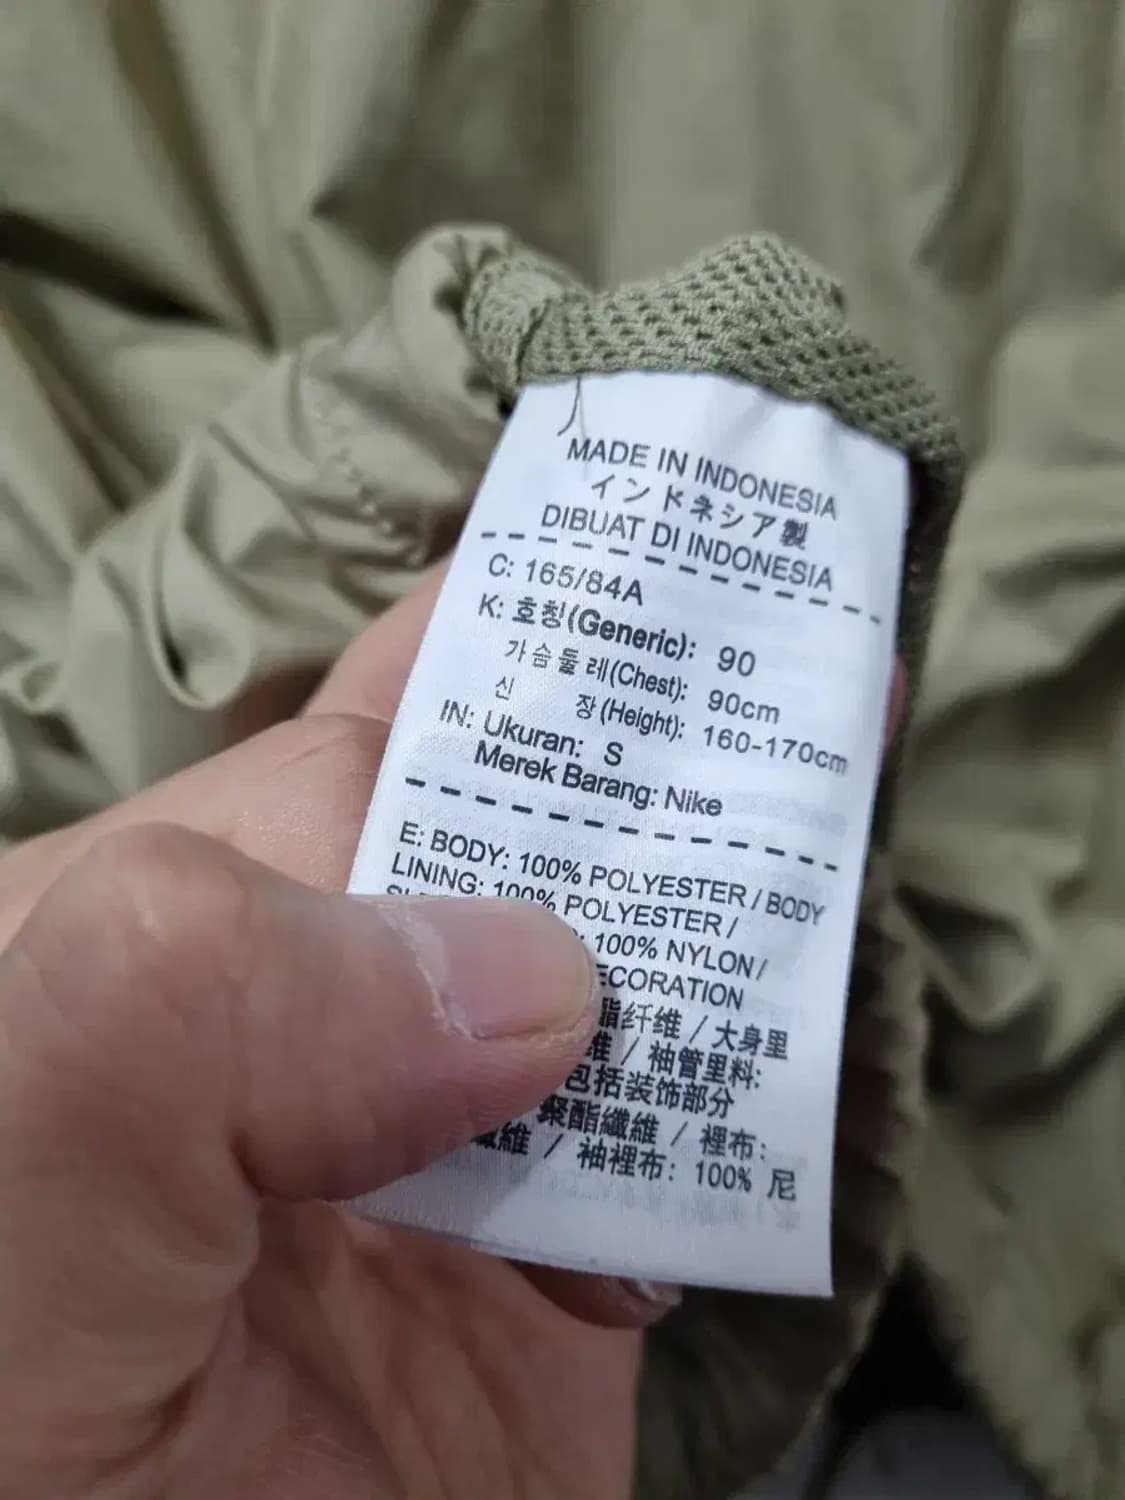 MADE IN INDONESIA
インドネシア製
DIBUAT DI INDONESIA
C: 165/84A
K: 호칭(Generic): 90
가슴둘레(Chest): 90cm
신 장(Height): 160-170cm
IN: Ukuran: S
Merek Barang: Nike
E: BODY: 100% POLYESTER / BODY
LINING: 100% POLYESTER /
: 100% NYLON /
ECORATION
酯纤维 / 大身里
维 / 袖管里料:
包括装饰部分
聚酯纖維 / 裡布:
纖維 / 袖裡布: 100% 尼